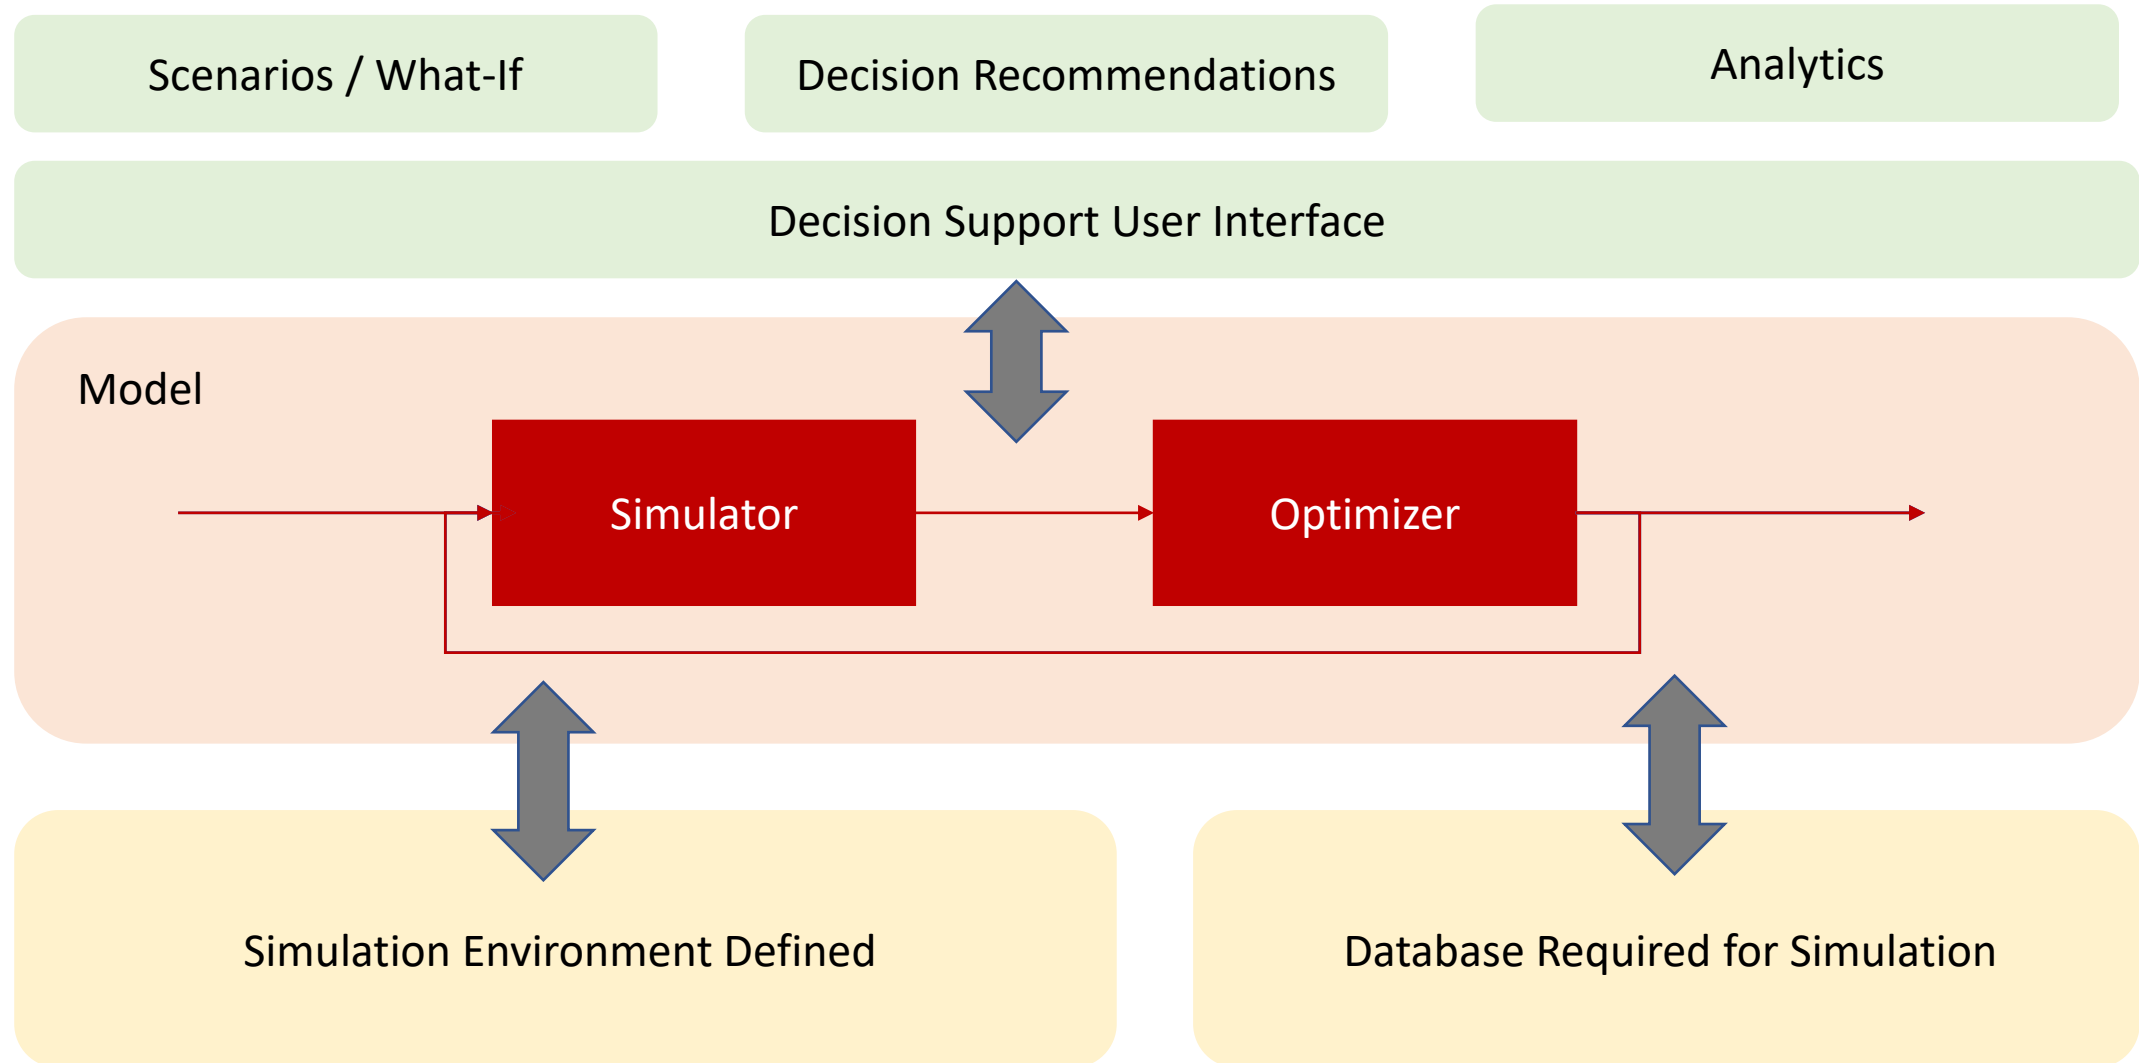 Scenarios / What-If
Decision Recommendations
Analytics
Decision Support User Interface
Model
Simulator
Optimizer
Simulation Environment Defined
Database Required for Simulation